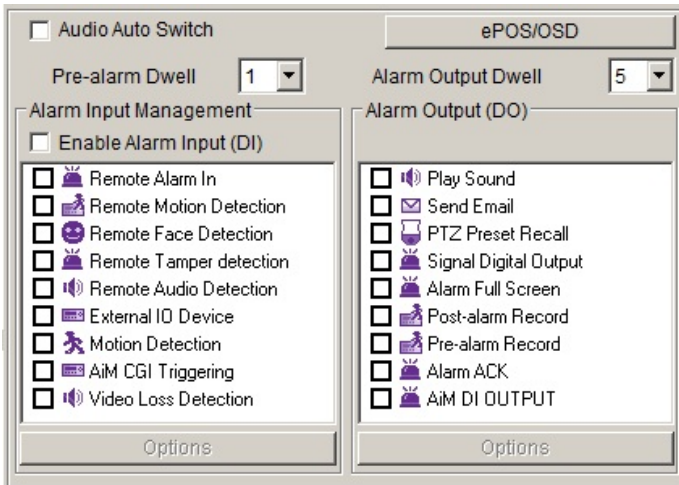 Audio Auto Switch
ePOS/OSD
Pre-alarm Dwell 1
Alarm Output Dwell 5
Alarm Input Management
Enable Alarm Input (DI)
Remote Alarm In
Remote Motion Detection
Remote Face Detection
Remote Tamper detection
Remote Audio Detection
External IO Device
Motion Detection
AiM CGI Triggering
Video Loss Detection
Options
Alarm Output (DO)
Play Sound
Send Email
PTZ Preset Recall
Signal Digital Output
Alarm Full Screen
Post-alarm Record
Pre-alarm Record
Alarm ACK
AiM DI OUTPUT
Options